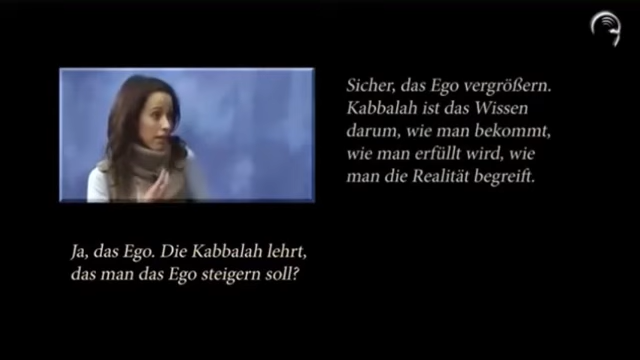 Sicher, das Ego vergrößern.
Kabbalah ist das Wissen
darum, wie man bekommt,
wie man erfüllt wird, wie
man die Realität begreift.
Ja, das Ego. Die Kabbalah lehrt,
das man das Ego steigern soll?